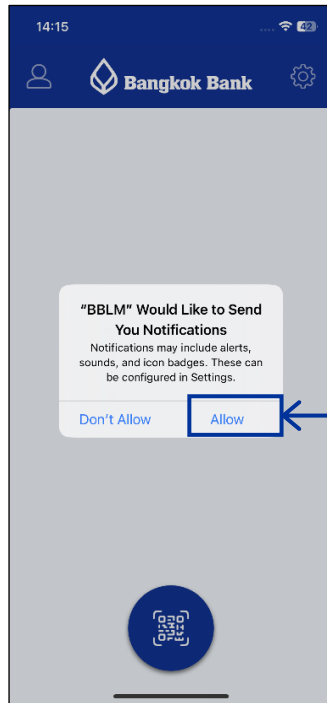 14:15
42
Bangkok Bank
“BBLM” Would Like to Send
You Notifications
Notifications may include alerts,
sounds, and icon badges. These can
be configured in Settings.
Don’t Allow
Allow